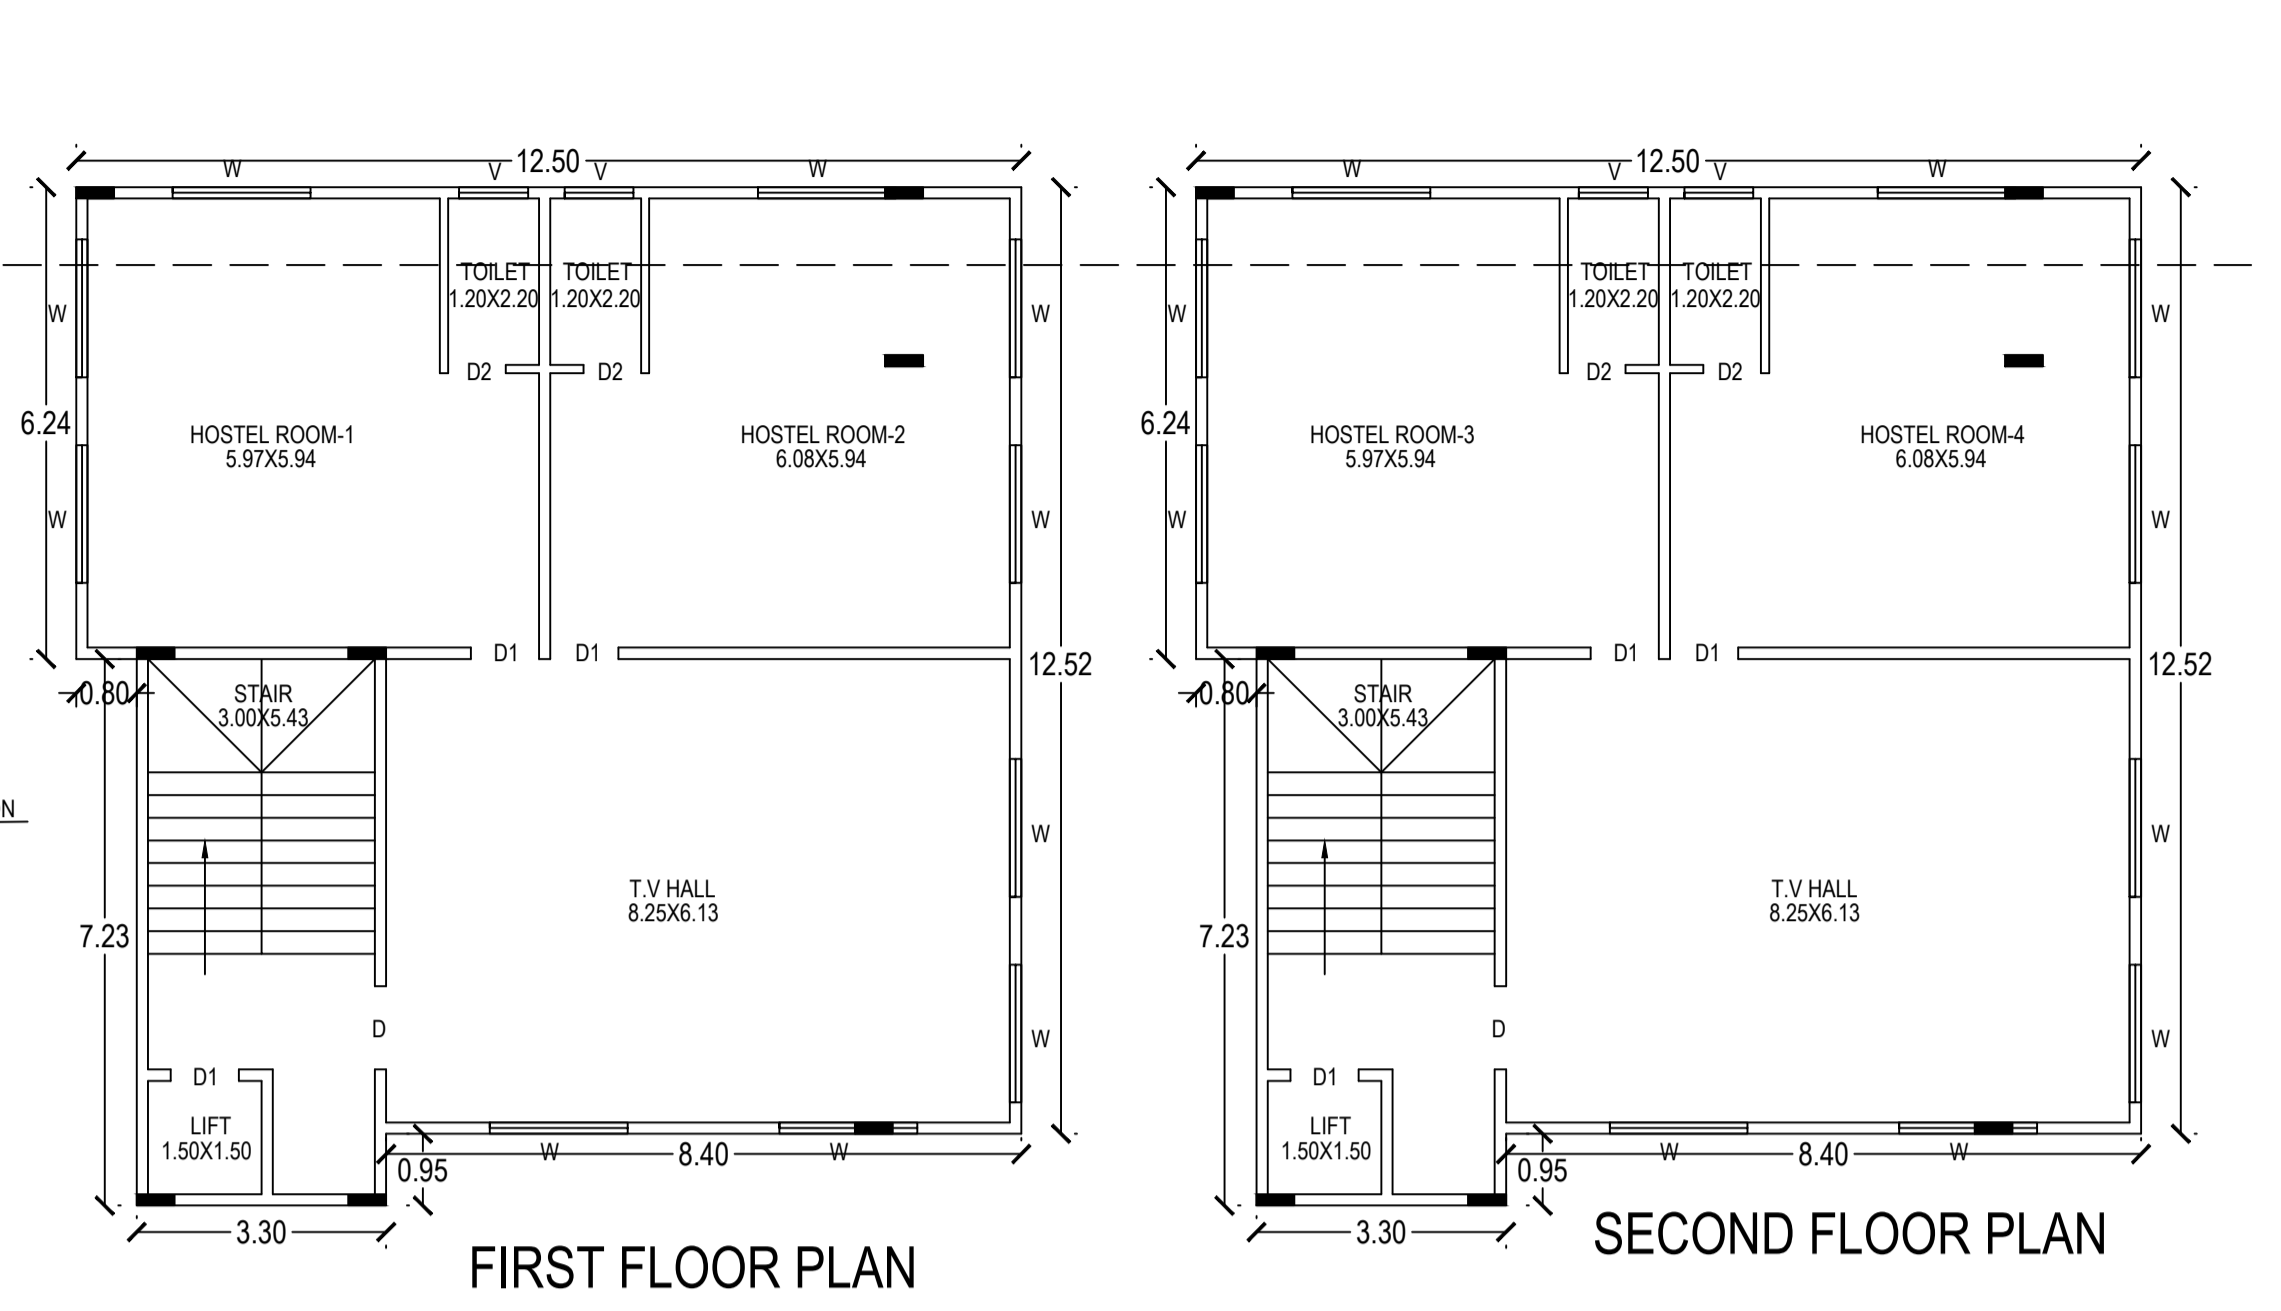 12.50
W
V
V
W
TOILET
1.20X2.20
TOILET
1.20X2.20
W
W
D2
D2
6.24
HOSTEL ROOM-1
5.97X5.94
HOSTEL ROOM-2
6.08X5.94
W
W
D1
D1
12.52
0.80
STAIR
3.00X5.43
N
W
T.V HALL
8.25X6.13
7.23
D
W
D1
LIFT
1.50X1.50
W
8.40
W
0.95
3.30
FIRST FLOOR PLAN
12.50
W
V
V
W
TOILET
1.20X2.20
TOILET
1.20X2.20
W
W
D2
D2
6.24
HOSTEL ROOM-3
5.97X5.94
HOSTEL ROOM-4
6.08X5.94
W
W
D1
D1
12.52
0.80
STAIR
3.00X5.43
W
T.V HALL
8.25X6.13
7.23
D
W
D1
LIFT
1.50X1.50
W
8.40
W
0.95
3.30
SECOND FLOOR PLAN